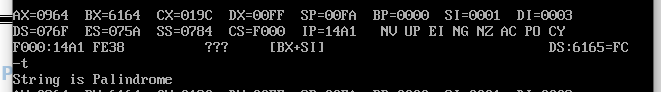 AX=0964 BX=6164 CX=019C DX=00FF SP=00FA BP=0000 SI=0001 DI=0003
DS=076F ES=075A SS=0784 CS=F000 IP=14A1 NV UP EI NG NZ AC PO CY
F000:14A1 FE38 ??? [BX+SI] DS:6165=FC
-t
String is Palindrome